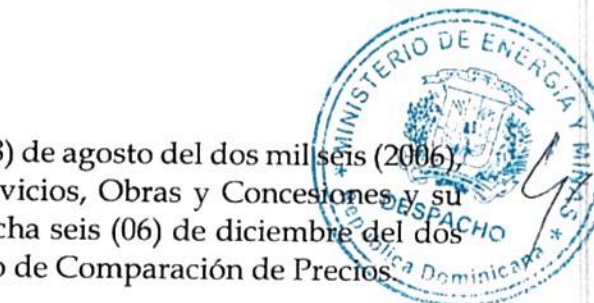 8) de agosto del dos mil seis (2006),
vicios, Obras y Concesiones y su
cha seis (06) de diciembre del dos
o de Comparación de Precios.
MINISTERIO DE ENERGÍA Y MINAS
DESPACHO
República Dominicana